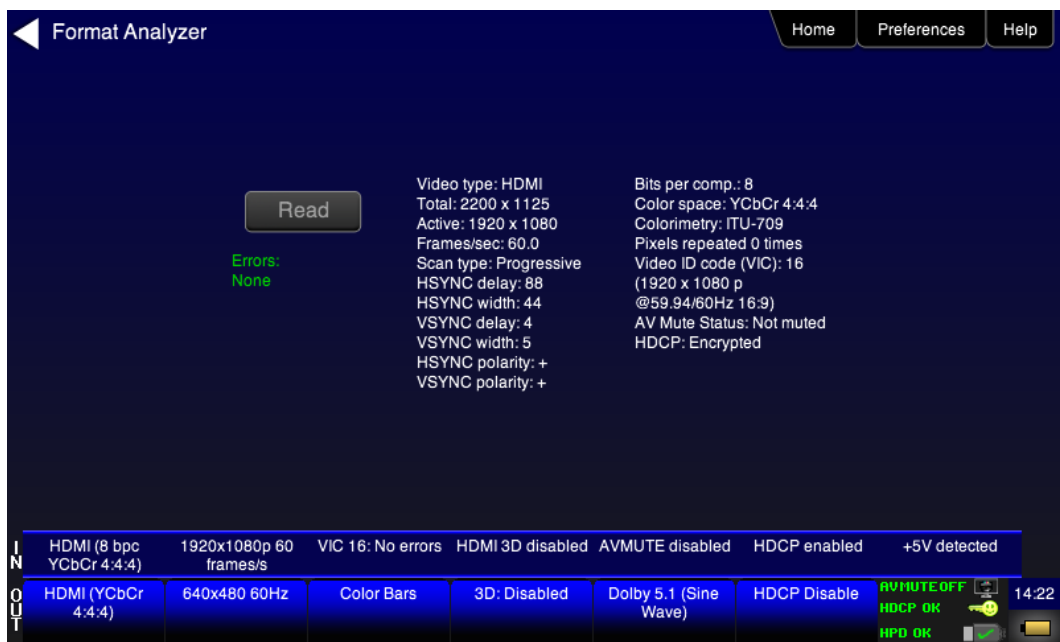 Format Analyzer
Home
Preferences
Help
Read
Errors:
None
Video type: HDMI
Total: 2200 x 1125
Active: 1920 x 1080
Frames/sec: 60.0
Scan type: Progressive
HSYNC delay: 88
HSYNC width: 44
VSYNC delay: 4
VSYNC width: 5
HSYNC polarity: +
VSYNC polarity: +
Bits per comp.: 8
Color space: YCbCr 4:4:4
Colorimetry: ITU-709
Pixels repeated 0 times
Video ID code (VIC): 16
(1920 x 1080 p
@59.94/60Hz 16:9)
AV Mute Status: Not muted
HDCP: Encrypted
IN
HDMI (8 bpc
YCbCr 4:4:4)
1920x1080p 60
frames/s
VIC 16: No errors
HDMI 3D disabled
AVMUTE disabled
HDCP enabled
+5V detected
OUT
HDMI (YCbCr
4:4:4)
640x480 60Hz
Color Bars
3D: Disabled
Dolby 5.1 (Sine
Wave)
HDCP Disable
AVMUTEOFF
HDCP OK
HPD OK
14:22